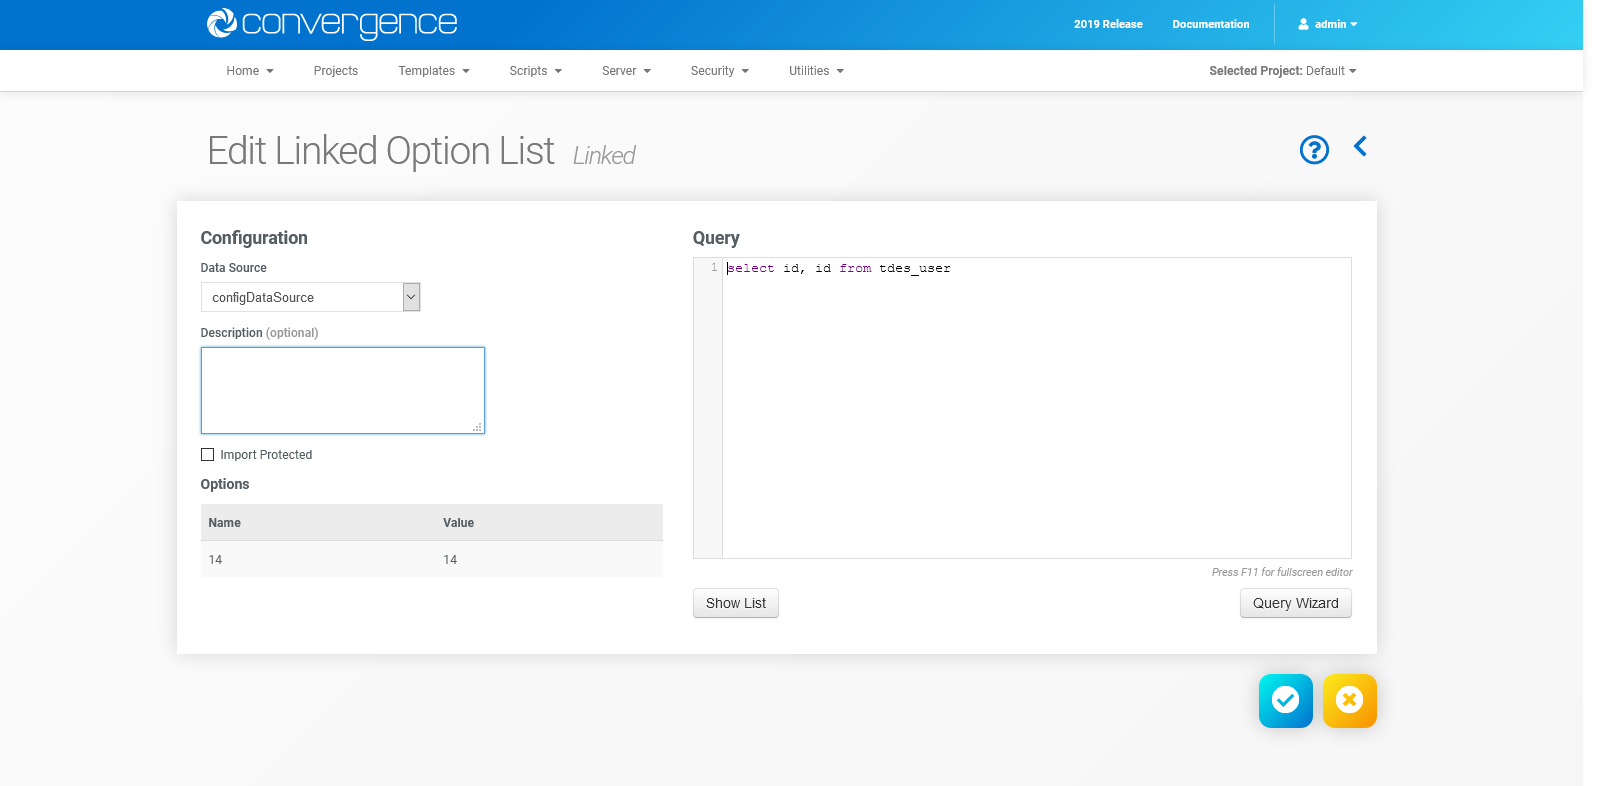 convergence
2019 Release Documentation admin
Home Projects Templates Scripts Server Security Utilities Selected Project: Default
Edit Linked Option List Linked
Configuration
Data Source
configDataSource
Description (optional)
Import Protected
Options
Name Value
14 14
Query
1 select id, id from tdes_user
Press F11 for fullscreen editor
Show List Query Wizard